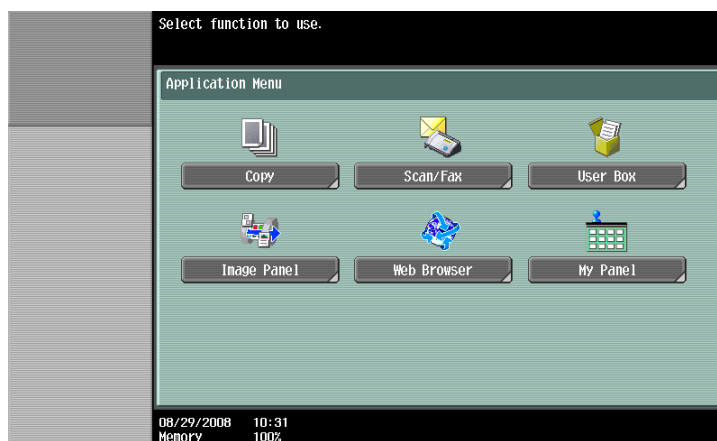 Select function to use.
Application Menu
Copy Scan/Fax User Box
Image Panel Web Browser My Panel
08/29/2008 10:31
Memory 100%